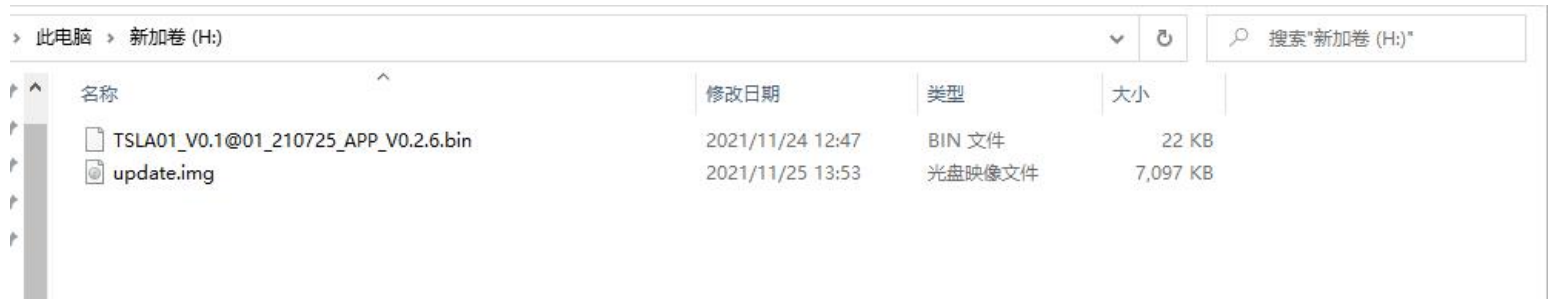 此电脑 新加卷 (H:) 搜索"新加卷 (H:)"
名称 修改日期 类型 大小
TSLA01_V0.1@01_210725_APP_V0.2.6.bin 2021/11/24 12:47 BIN 文件 22 KB
update.img 2021/11/25 13:53 光盘映像文件 7,097 KB